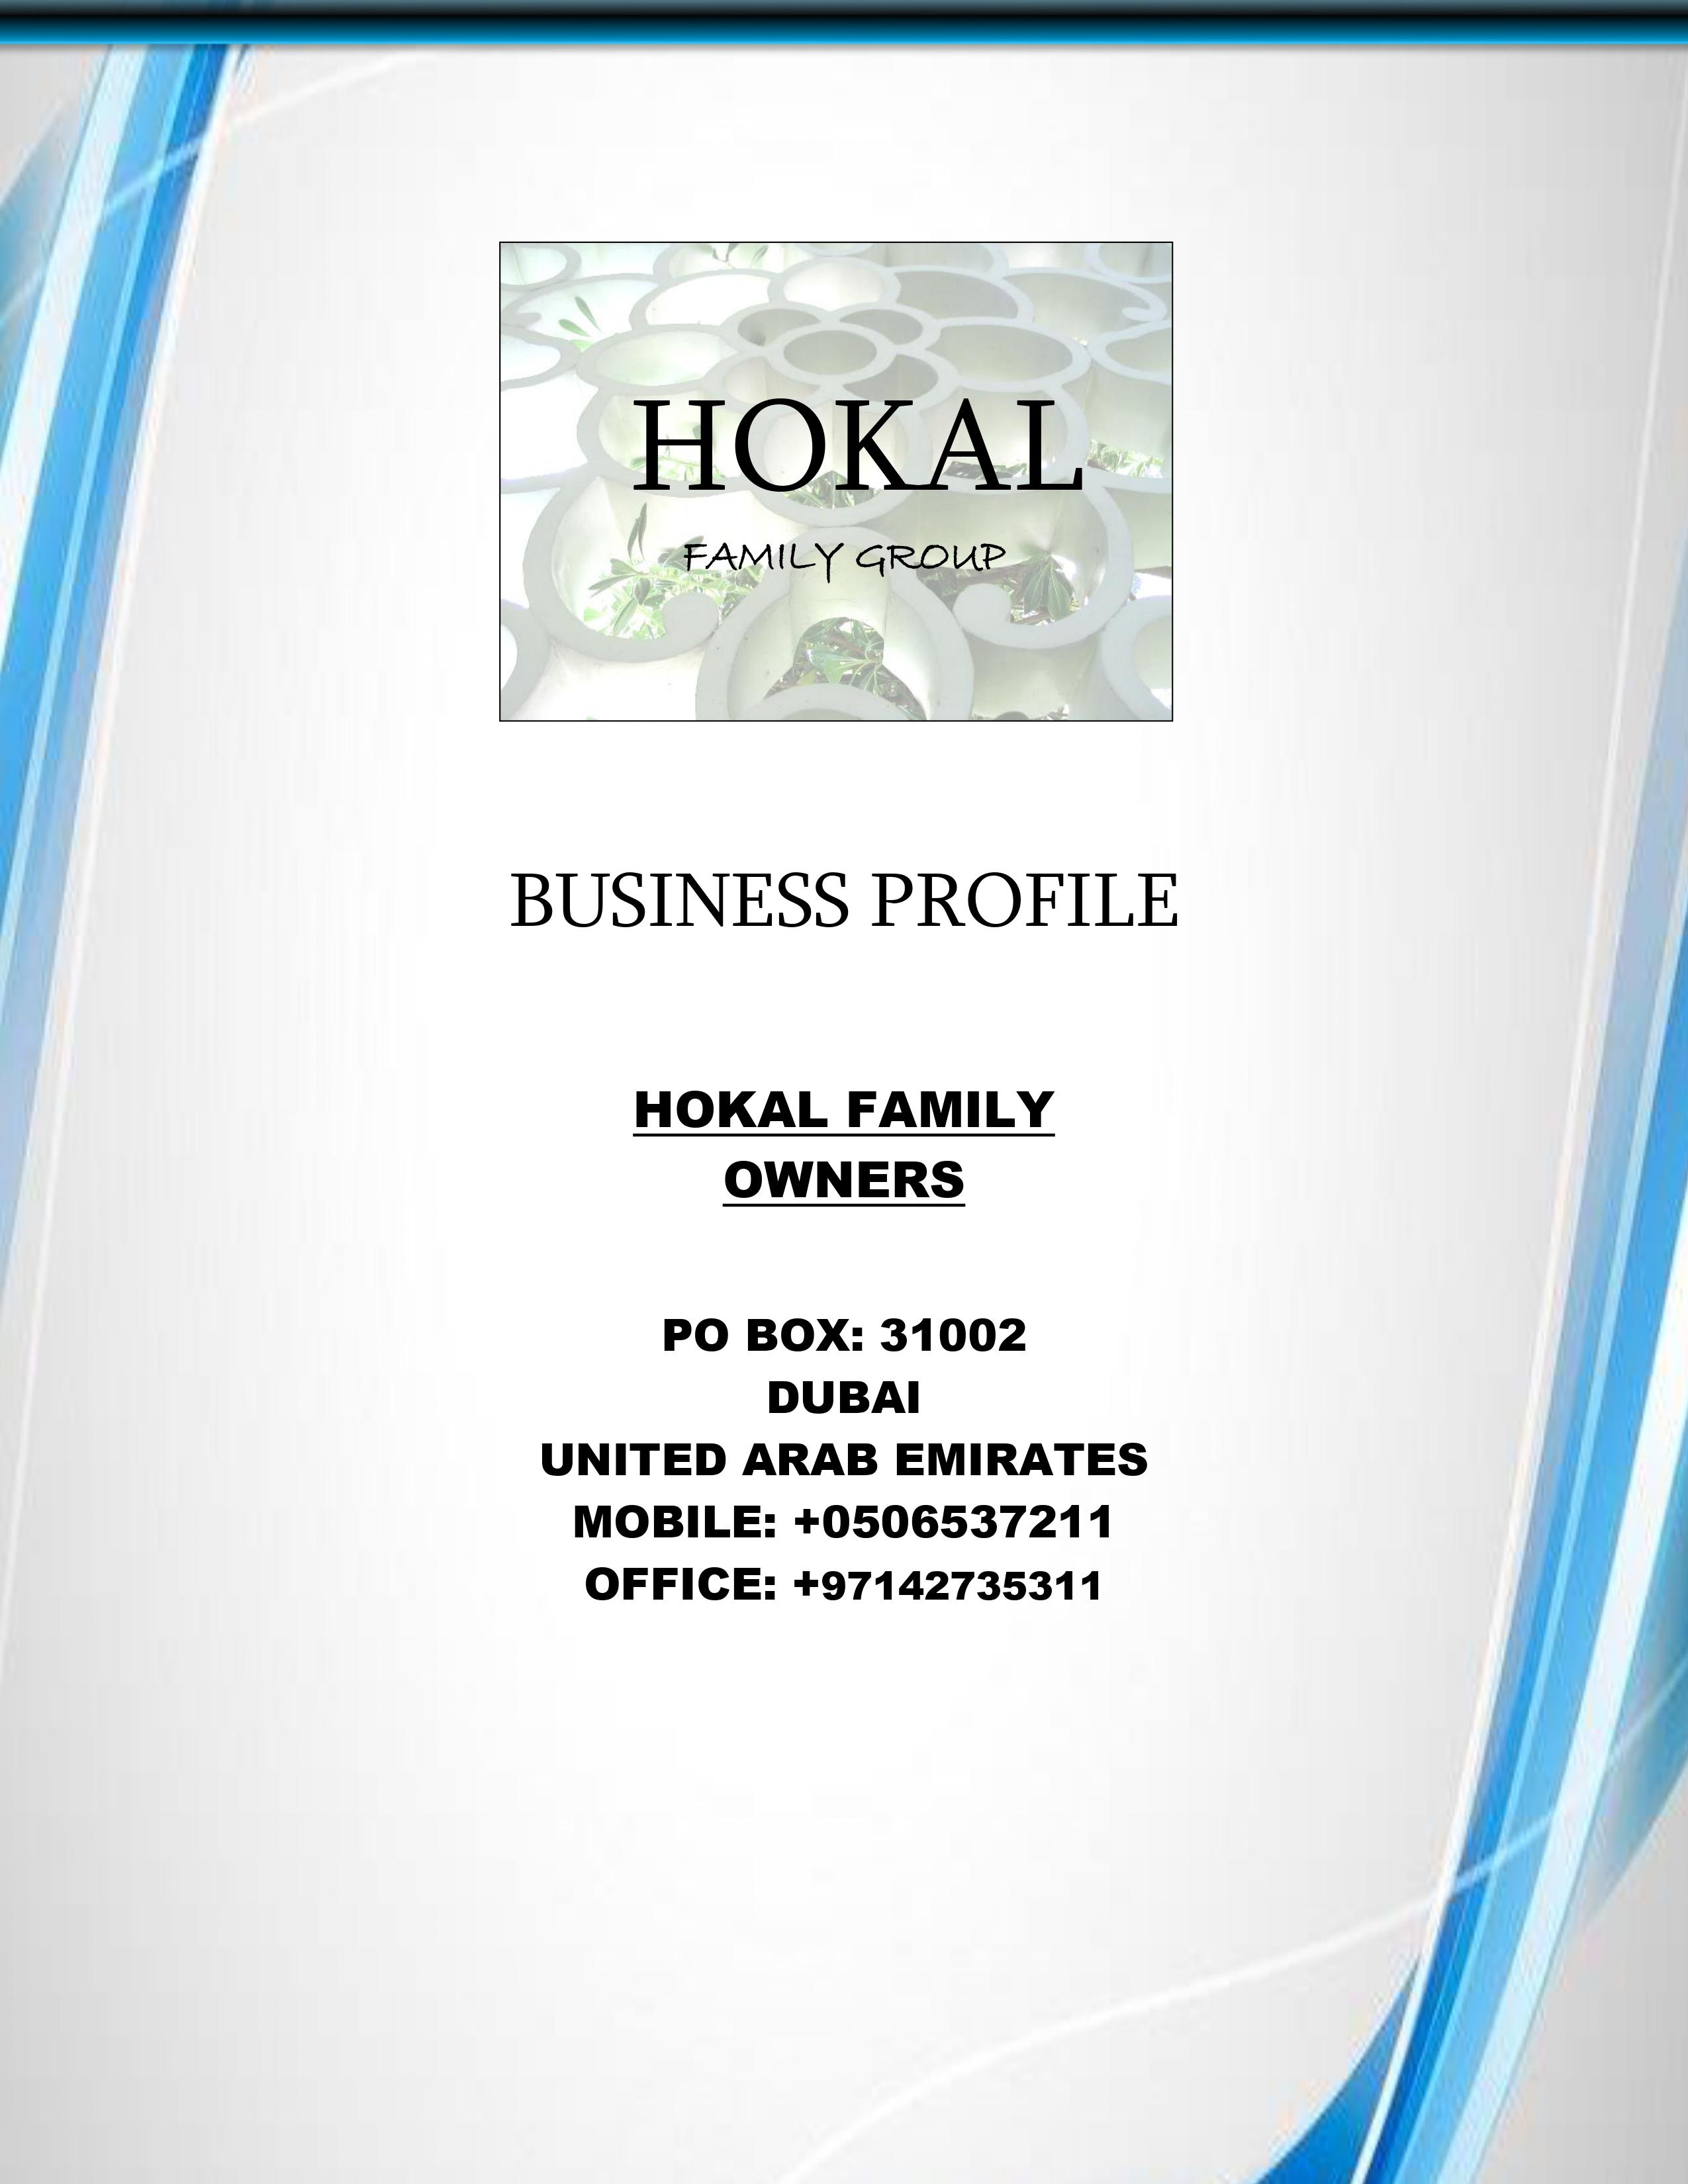 HOKAL
FAMILY GROUP
BUSINESS PROFILE
HOKAL FAMILY
OWNERS
PO BOX: 31002
DUBAI
UNITED ARAB EMIRATES
MOBILE: +0506537211
OFFICE: +97142735311